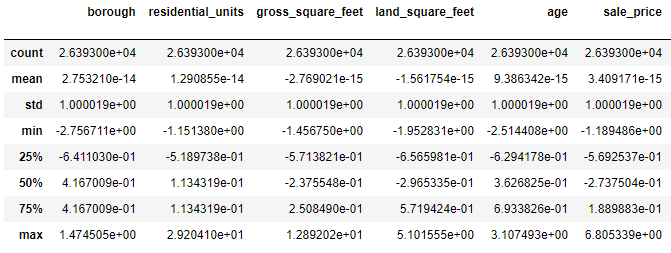 borough residential_units gross_square_feet land_square_feet age sale_price
count 2.639300e+04 2.639300e+04 2.639300e+04 2.639300e+04 2.639300e+04 2.639300e+04
mean 2.753210e-14 1.290855e-14 -2.769021e-15 -1.561754e-15 9.386342e-15 3.409171e-15
std 1.000019e+00 1.000019e+00 1.000019e+00 1.000019e+00 1.000019e+00 1.000019e+00
min -2.756711e+00 -1.151380e+00 -1.456750e+00 -1.952831e+00 -2.514408e+00 -1.189486e+00
25% -6.411030e-01 -5.189738e-01 -5.713821e-01 -6.565981e-01 -6.294178e-01 -5.692537e-01
50% 4.167009e-01 1.134319e-01 -2.375548e-01 -2.965335e-01 3.626825e-01 -2.737504e-01
75% 4.167009e-01 1.134319e-01 2.508490e-01 5.719424e-01 6.933826e-01 1.889883e-01
max 1.474505e+00 2.920410e+01 1.289202e+01 5.101555e+00 3.107493e+00 6.805339e+00